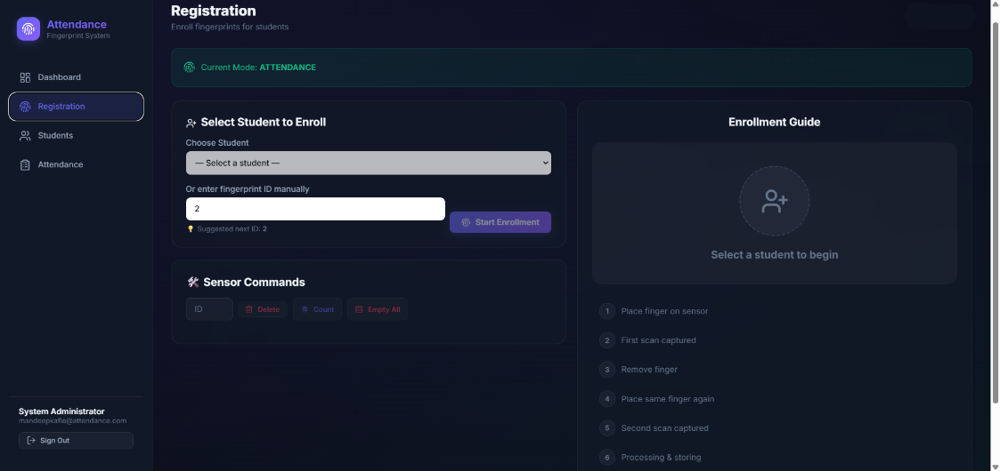 Attendance
Fingerprint System
Dashboard
Registration
Students
Attendance
System Administrator
mandeepkafle@attendance.com
Sign Out
Registration
Enroll fingerprints for students
Current Mode: ATTENDANCE
Select Student to Enroll
Choose Student
— Select a student —
Or enter fingerprint ID manually
2
Start Enrollment
Suggested next ID: 2
Sensor Commands
ID
Delete
# Count
Empty All
Enrollment Guide
Select a student to begin
1 Place finger on sensor
2 First scan captured
3 Remove finger
4 Place same finger again
5 Second scan captured
6 Processing & storing